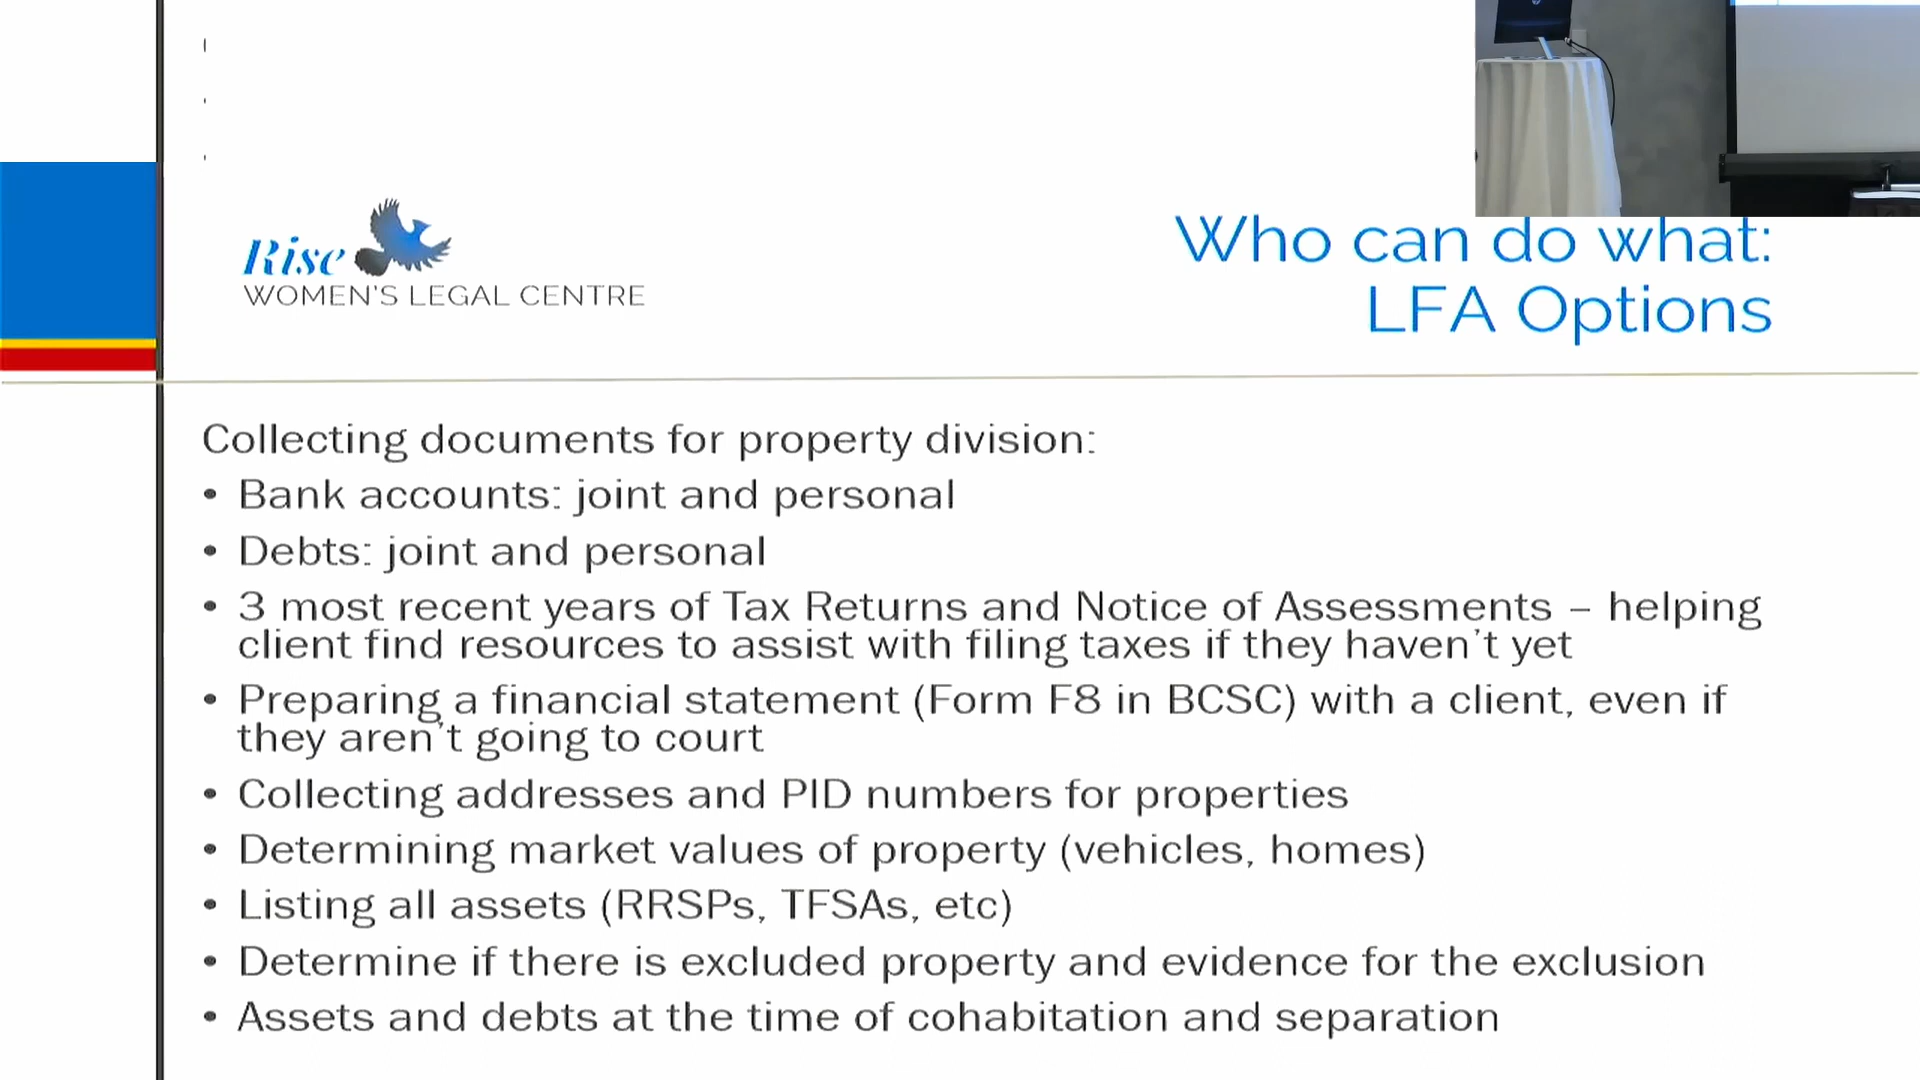 Rise
WOMEN'S LEGAL CENTRE
Who can do what:
LFA Options
Collecting documents for property division:
• Bank accounts: joint and personal
• Debts: joint and personal
• 3 most recent years of Tax Returns and Notice of Assessments – helping
client find resources to assist with filing taxes if they haven't yet
• Preparing a financial statement (Form F8 in BCSC) with a client, even if
they aren't going to court
• Collecting addresses and PID numbers for properties
• Determining market values of property (vehicles, homes)
• Listing all assets (RRSPs, TFSAs, etc)
• Determine if there is excluded property and evidence for the exclusion
• Assets and debts at the time of cohabitation and separation